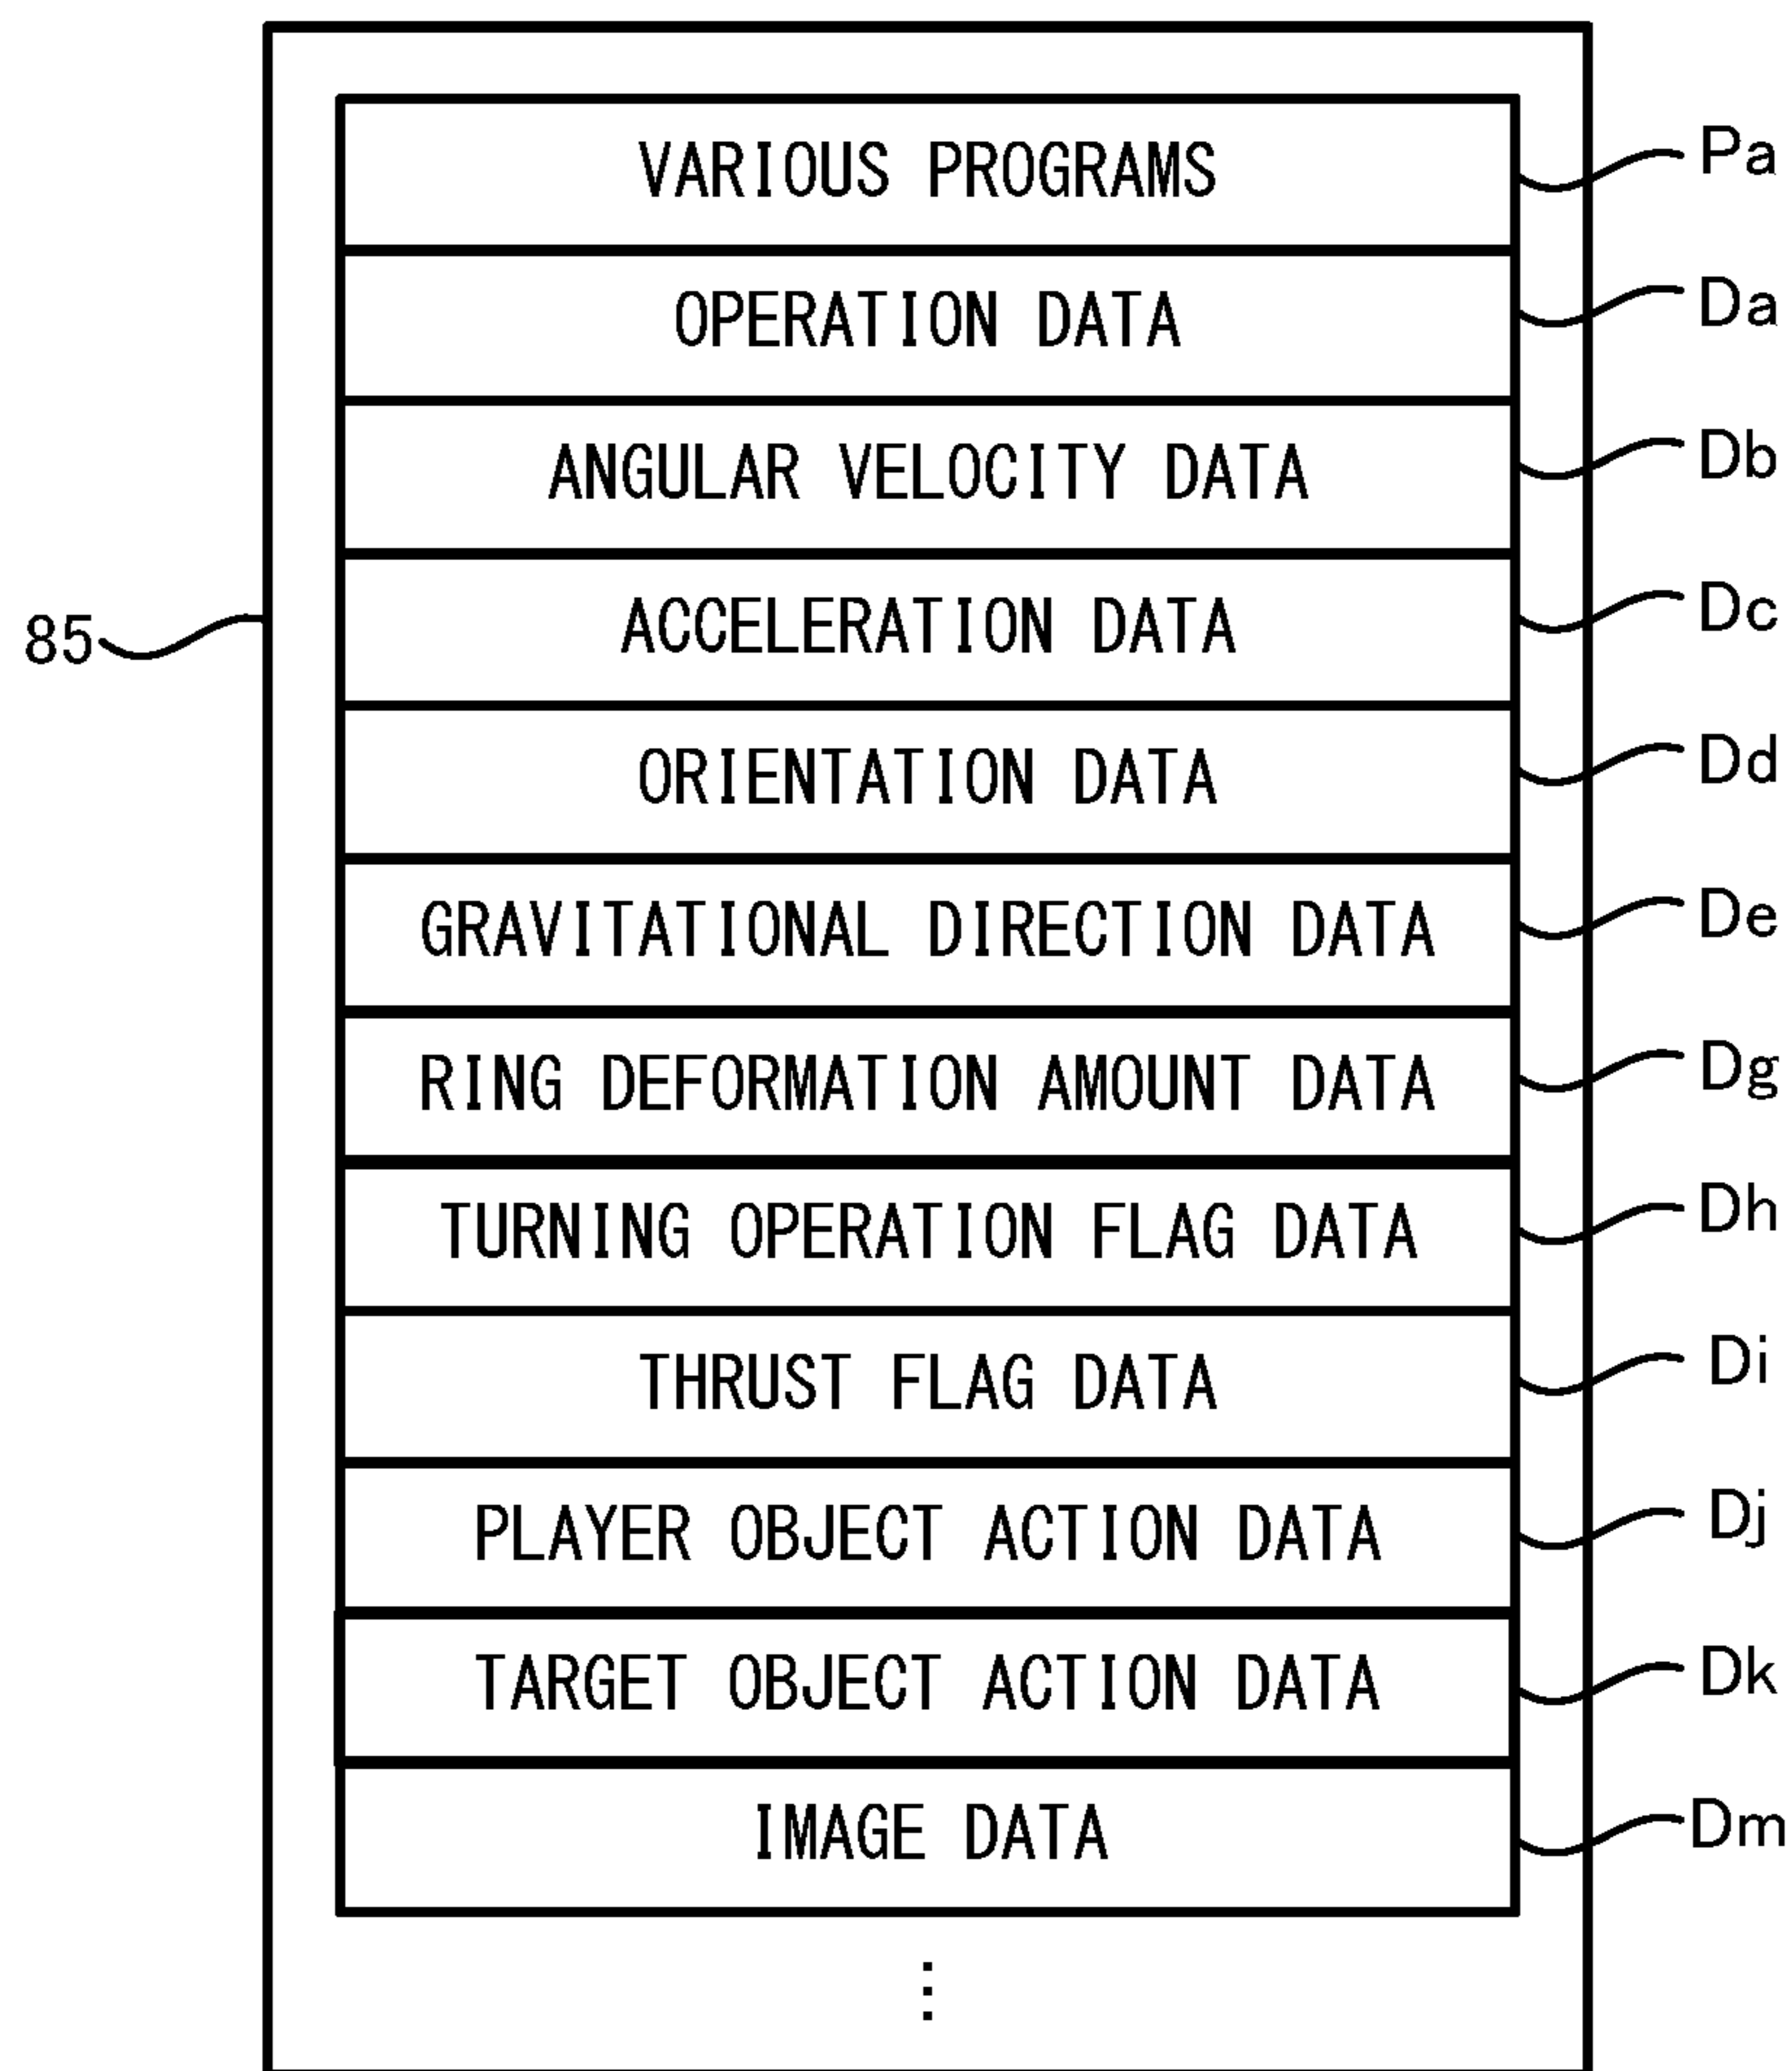 VARIOUS PROGRAMS Pa
OPERATION DATA Da
ANGULAR VELOCITY DATA Db
ACCELERATION DATA Dc
85
ORIENTATION DATA Dd
GRAVITATIONAL DIRECTION DATA De
RING DEFORMATION AMOUNT DATA Dg
TURNING OPERATION FLAG DATA Dh
THRUST FLAG DATA Di
PLAYER OBJECT ACTION DATA Dj
TARGET OBJECT ACTION DATA Dk
IMAGE DATA Dm
⋮